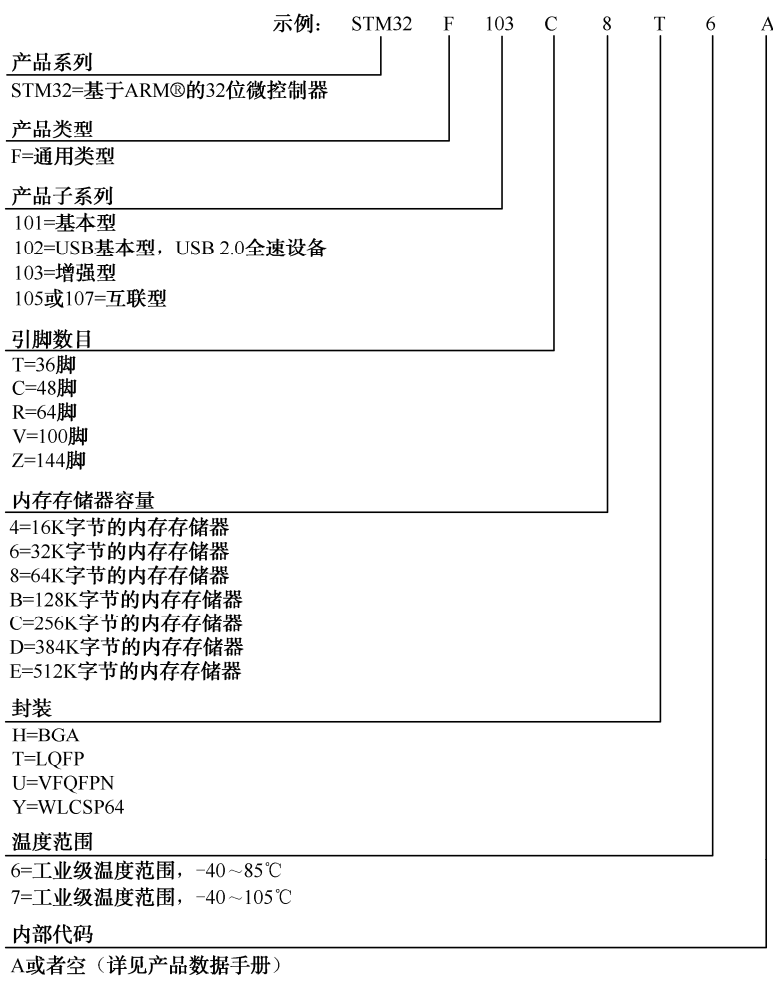 示例： STM32 F 103 C 8 T 6 A
产品系列
STM32=基于ARM®的32位微控制器
产品类型
F=通用类型
产品子系列
101=基本型
102=USB基本型，USB 2.0全速设备
103=增强型
105或107=互联型
引脚数目
T=36脚
C=48脚
R=64脚
V=100脚
Z=144脚
内存存储器容量
4=16K字节的内存存储器
6=32K字节的内存存储器
8=64K字节的内存存储器
B=128K字节的内存存储器
C=256K字节的内存存储器
D=384K字节的内存存储器
E=512K字节的内存存储器
封装
H=BGA
T=LQFP
U=VFQFPN
Y=WLCSP64
温度范围
6=工业级温度范围，-40～85℃
7=工业级温度范围，-40～105℃
内部代码
A或者空（详见产品数据手册）